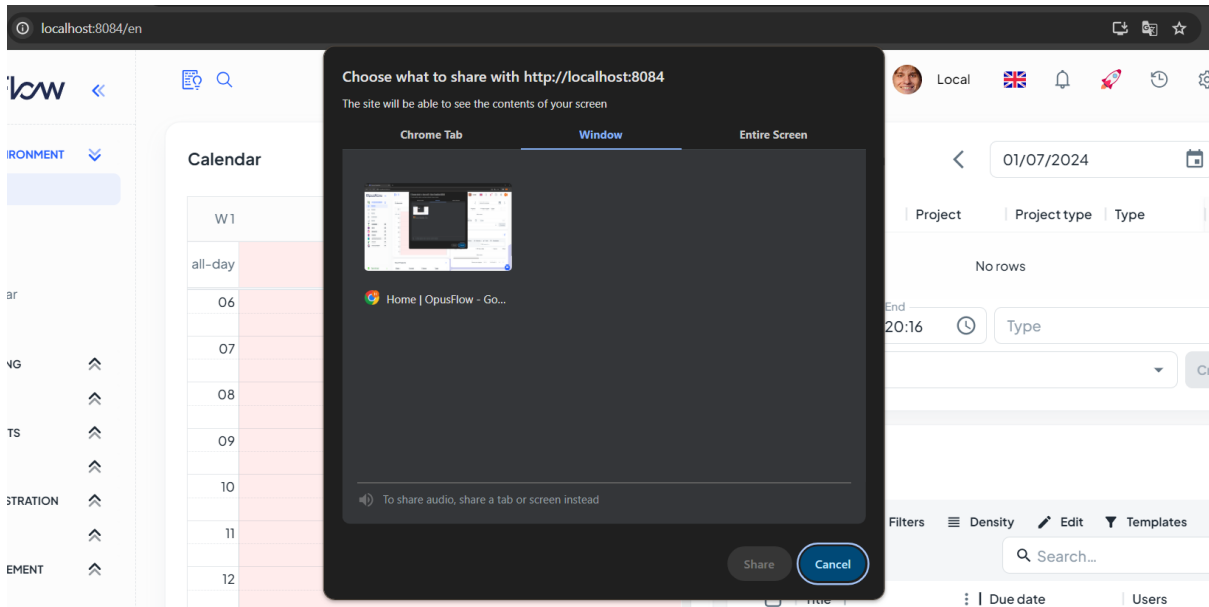 localhost:8084/en
Flow
Choose what to share with http://localhost:8084
The site will be able to see the contents of your screen
Chrome Tab
Window
Entire Screen
Home | OpusFlow - Go...
To share audio, share a tab or screen instead
Share
Cancel
IRONMENT
ar
NG
TS
STRATION
EMENT
Calendar
W 1
all-day
06
07
08
09
10
11
12
Local
01/07/2024
Project
Project type
Type
No rows
End
20:16
Type
Filters
Density
Edit
Templates
Search...
Title
Due date
Users